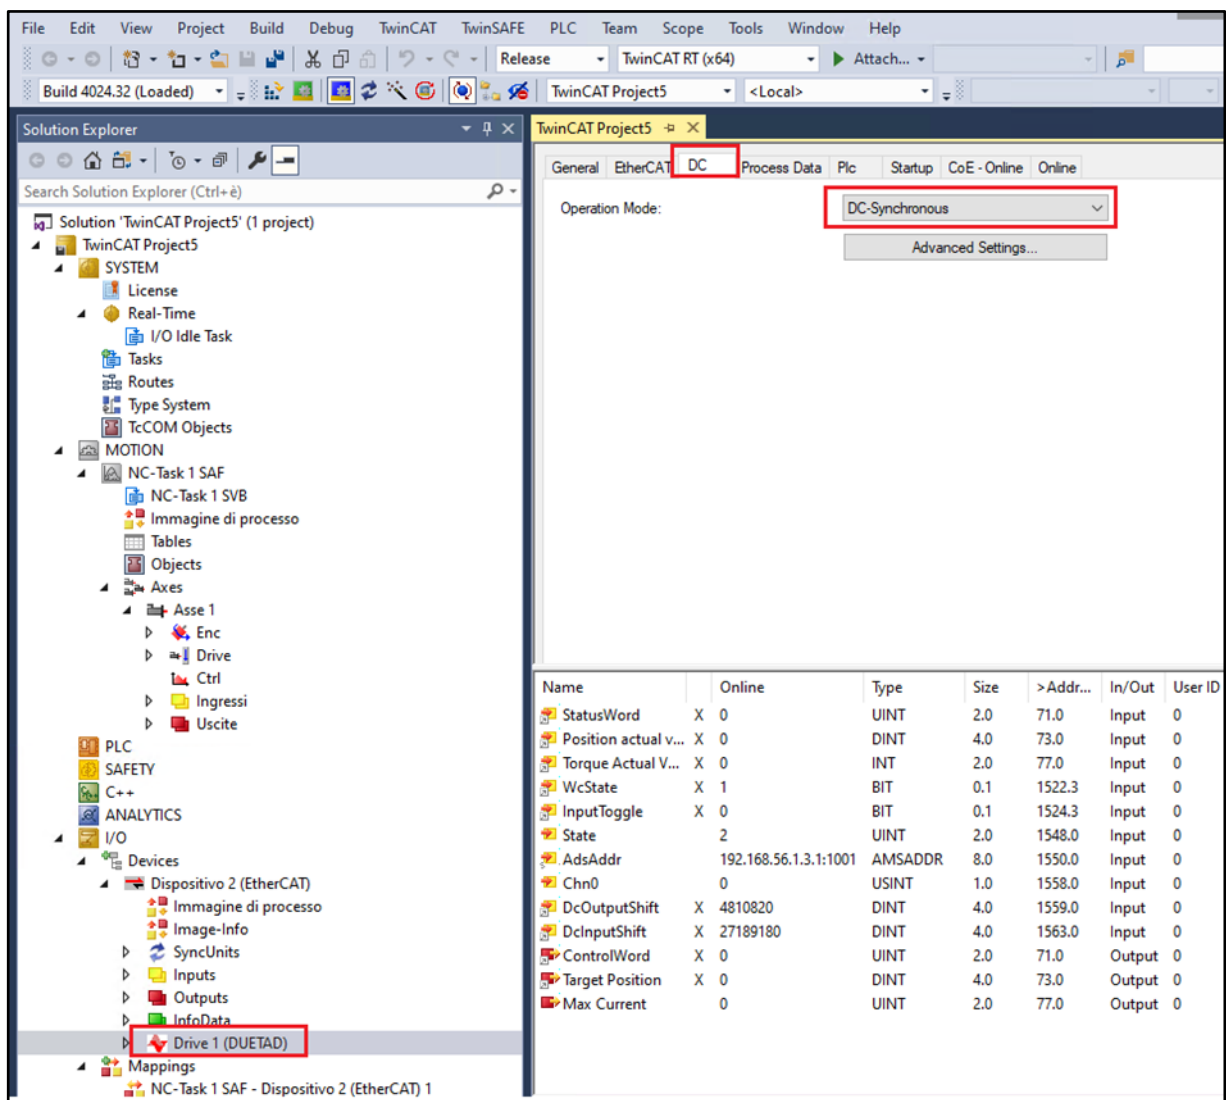 File Edit View Project Build Debug TwinCAT TwinSAFE PLC Team Scope Tools Window Help
Release TwinCAT RT (x64) Attach...
Build 4024.32 (Loaded) TwinCAT Project5 <Local>
Solution Explorer
Search Solution Explorer (Ctrl+è)
Solution 'TwinCAT Project5' (1 project)
TwinCAT Project5
SYSTEM
License
Real-Time
I/O Idle Task
Tasks
Routes
Type System
TcCOM Objects
MOTION
NC-Task 1 SAF
NC-Task 1 SVB
Immagine di processo
Tables
Objects
Axes
Asse 1
Enc
Drive
Ctrl
Ingressi
Uscite
PLC
SAFETY
C++
ANALYTICS
I/O
Devices
Dispositivo 2 (EtherCAT)
Immagine di processo
Image-Info
SyncUnits
Inputs
Outputs
InfoData
Drive 1 (DUETAD)
Mappings
NC-Task 1 SAF - Dispositivo 2 (EtherCAT) 1
TwinCAT Project5
General EtherCAT DC Process Data Plc Startup CoE - Online Online
Operation Mode: DC-Synchronous
Advanced Settings...
Name Online Type Size >Addr... In/Out User ID
StatusWord X 0 UINT 2.0 71.0 Input 0
Position actual v... X 0 DINT 4.0 73.0 Input 0
Torque Actual V... X 0 INT 2.0 77.0 Input 0
WcState X 1 BIT 0.1 1522.3 Input 0
InputToggle X 0 BIT 0.1 1524.3 Input 0
State 2 UINT 2.0 1548.0 Input 0
AdsAddr 192.168.56.1.3.1:1001 AMSADDR 8.0 1550.0 Input 0
Chn0 0 USINT 1.0 1558.0 Input 0
DcOutputShift X 4810820 DINT 4.0 1559.0 Input 0
DcInputShift X 27189180 DINT 4.0 1563.0 Input 0
ControlWord X 0 UINT 2.0 71.0 Output 0
Target Position X 0 DINT 4.0 73.0 Output 0
Max Current 0 UINT 2.0 77.0 Output 0